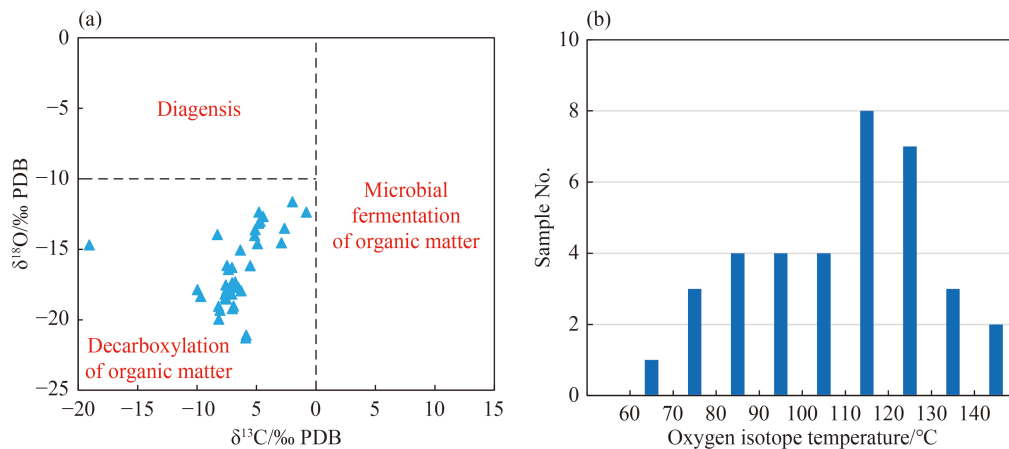 (a)
0
−5
−10
−15
−20
−25
δ¹⁸O/‰ PDB
Diagensis
Microbial
fermentation
of organic matter
Decarboxylation
of organic matter
−20 −15 −10 −5 0 5 10 15
δ¹³C/‰ PDB
(b)
10
8
6
4
2
0
Sample No.
60 70 80 90 100 110 120 130 140
Oxygen isotope temperature/°C